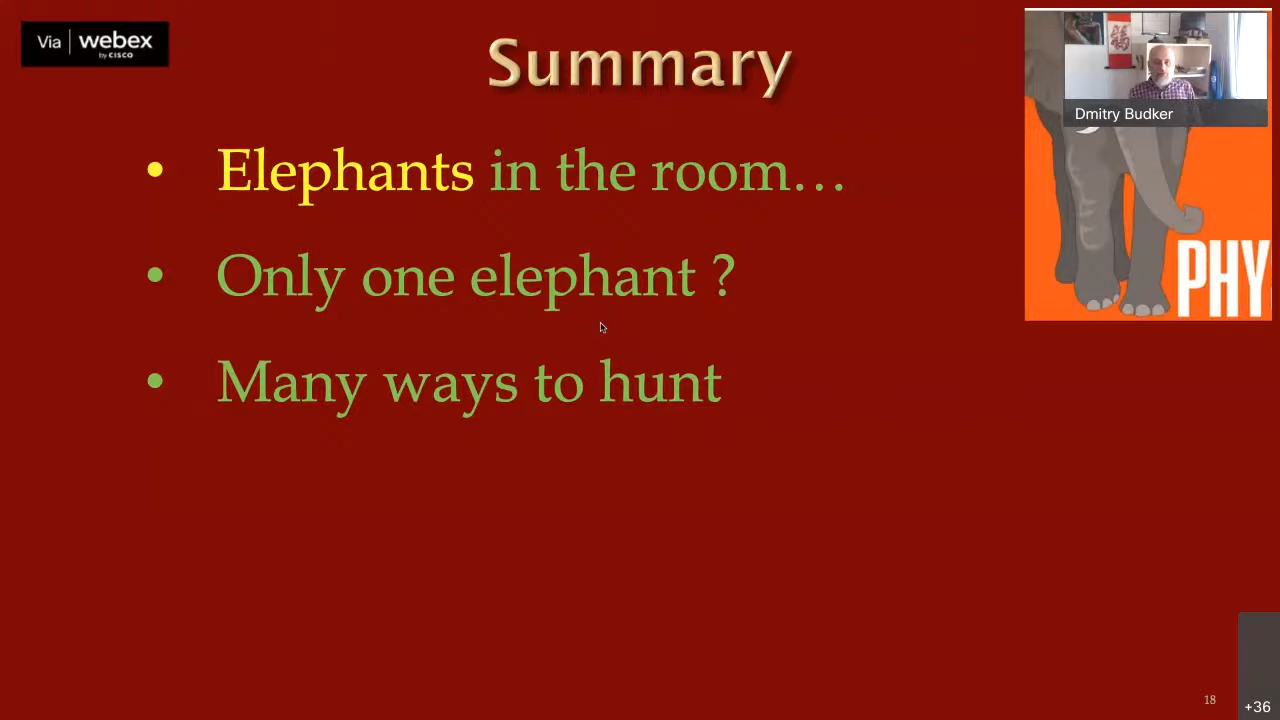 Via webex
by CISCO
Summary
Dmitry Budker
• Elephants in the room…
• Only one elephant ?
PHY
• Many ways to hunt
18
+36